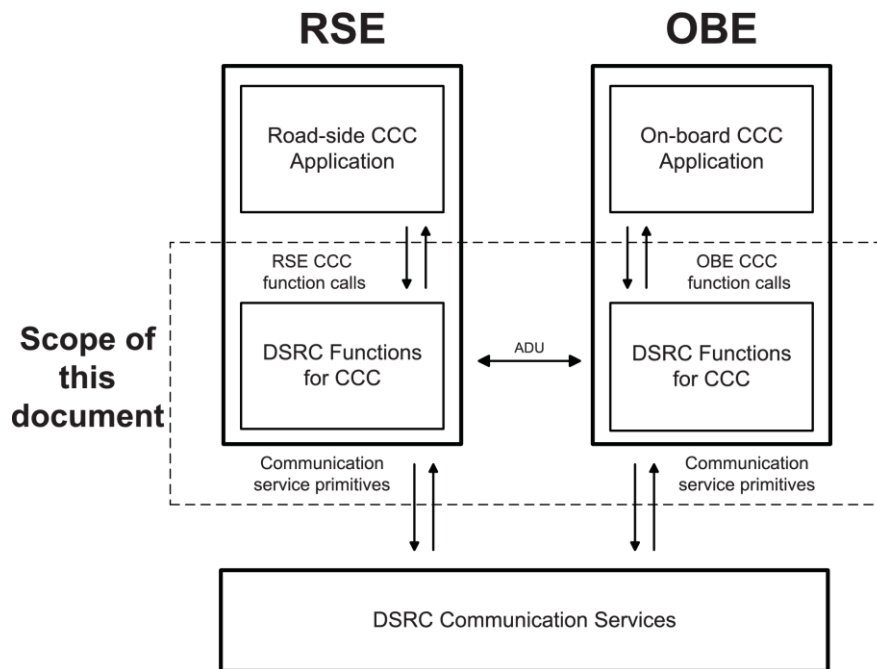 RSE
OBE
Road-side CCC
Application
On-board CCC
Application
RSE CCC
function calls
OBE CCC
function calls
Scope of
this
document
DSRC Functions
for CCC
ADU
DSRC Functions
for CCC
Communication
service primitives
Communication
service primitives
DSRC Communication Services